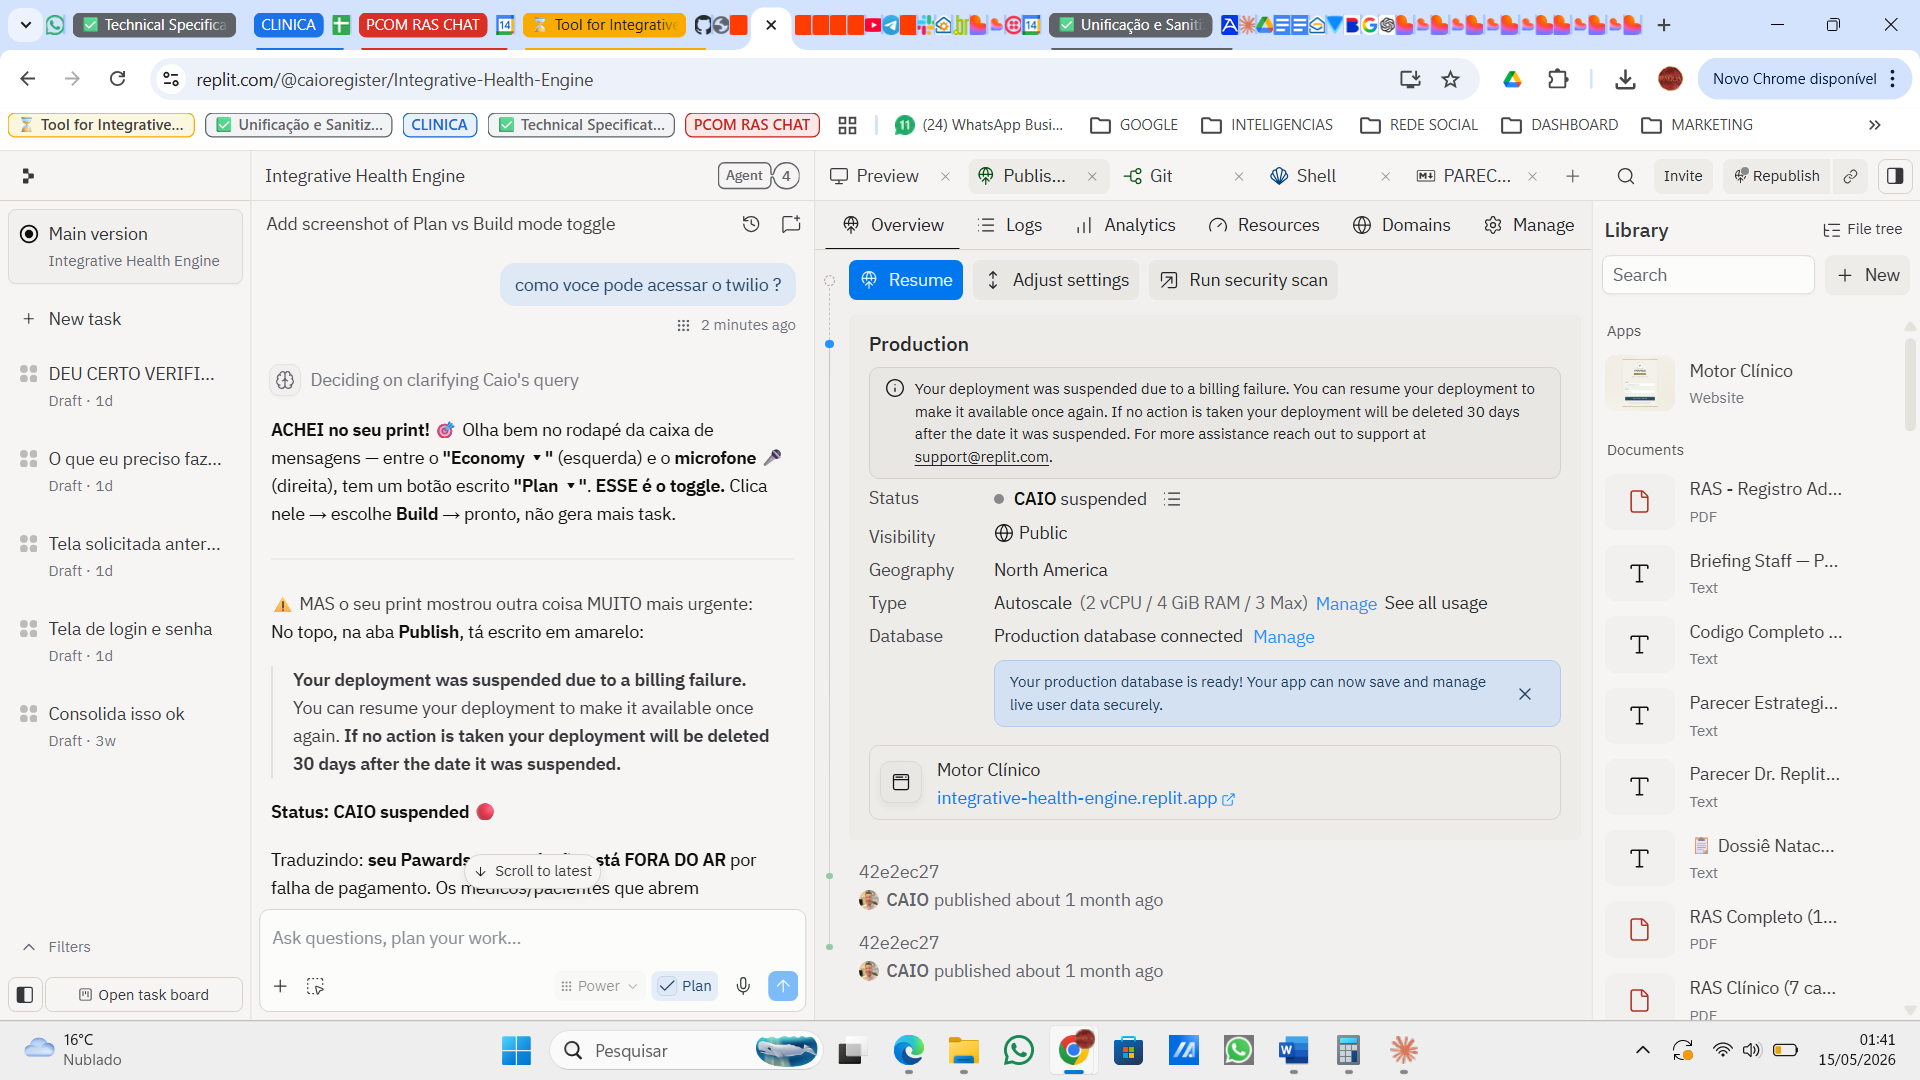 Technical Specifica
CLINICA
PCOM RAS CHAT
14
⌛ Tool for Integrative
14
✅ Unificação e Saniti
replit.com/@caioregister/Integrative-Health-Engine
Novo Chrome disponível
⌛ Tool for Integrative...
✅ Unificação e Sanitiz...
CLINICA
✅ Technical Specificat...
PCOM RAS CHAT
11
(24) WhatsApp Busi...
GOOGLE
INTELIGENCIAS
REDE SOCIAL
DASHBOARD
MARKETING
»
Integrative Health Engine
Agent 4
Preview
Publis...
Git
Shell
PAREC...
Invite
Republish
Main version
Integrative Health Engine
+ New task
DEU CERTO VERIFI...
Draft · 1d
O que eu preciso faz...
Draft · 1d
Tela solicitada anter...
Draft · 1d
Tela de login e senha
Draft · 1d
Consolida isso ok
Draft · 3w
Filters
Open task board
Add screenshot of Plan vs Build mode toggle
como voce pode acessar o twilio ?
2 minutes ago
Deciding on clarifying Caio's query
ACHEI no seu print! 🎯 Olha bem no rodapé da caixa de
mensagens — entre o "Economy ▾" (esquerda) e o microfone 🎤
(direita), tem um botão escrito "Plan ▾". ESSE é o toggle. Clica
nele → escolhe Build → pronto, não gera mais task.
⚠️ MAS o seu print mostrou outra coisa MUITO mais urgente:
No topo, na aba Publish, tá escrito em amarelo:
Your deployment was suspended due to a billing failure.
You can resume your deployment to make it available once
again. If no action is taken your deployment will be deleted
30 days after the date it was suspended.
Status: CAIO suspended 🔴
Traduzindo: seu Pawards tá FORA DO AR por
falha de pagamento. Os médicos/pacientes que abrem
↓ Scroll to latest
Ask questions, plan your work...
Power
Plan
Overview
Logs
Analytics
Resources
Domains
Manage
Resume
Adjust settings
Run security scan
Production
Your deployment was suspended due to a billing failure. You can resume your deployment to
make it available once again. If no action is taken your deployment will be deleted 30 days
after the date it was suspended. For more assistance reach out to support at
support@replit.com.
Status CAIO suspended
Visibility Public
Geography North America
Type Autoscale (2 vCPU / 4 GiB RAM / 3 Max) Manage See all usage
Database Production database connected Manage
Your production database is ready! Your app can now save and manage
live user data securely.
Motor Clínico
integrative-health-engine.replit.app
42e2ec27
CAIO published about 1 month ago
42e2ec27
CAIO published about 1 month ago
Library
File tree
Search
+ New
Apps
Motor Clínico
Website
Documents
RAS - Registro Ad...
PDF
Briefing Staff — P...
Text
Codigo Completo ...
Text
Parecer Estrategi...
Text
Parecer Dr. Replit...
Text
📋 Dossiê Natac...
Text
RAS Completo (1...
PDF
RAS Clínico (7 ca...
PDF
16°C
Nublado
Pesquisar
01:41
15/05/2026